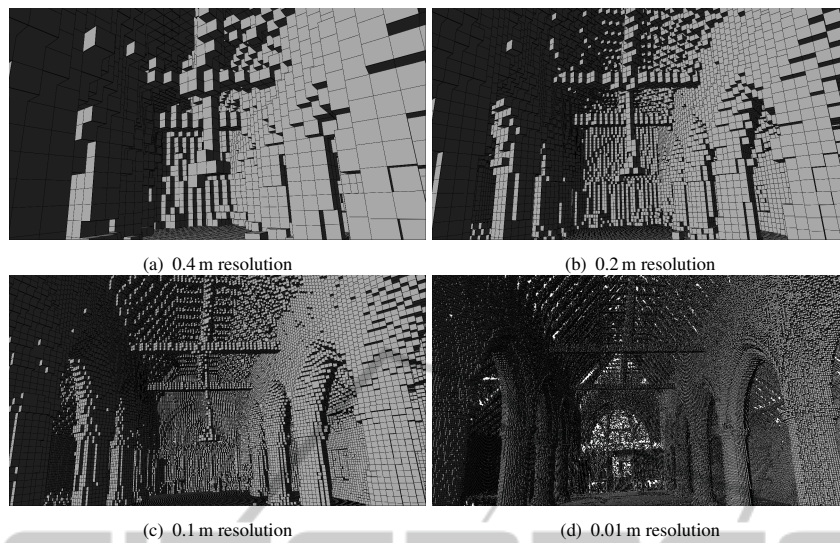 (a) 0.4 m resolution
(b) 0.2 m resolution
(c) 0.1 m resolution
(d) 0.01 m resolution